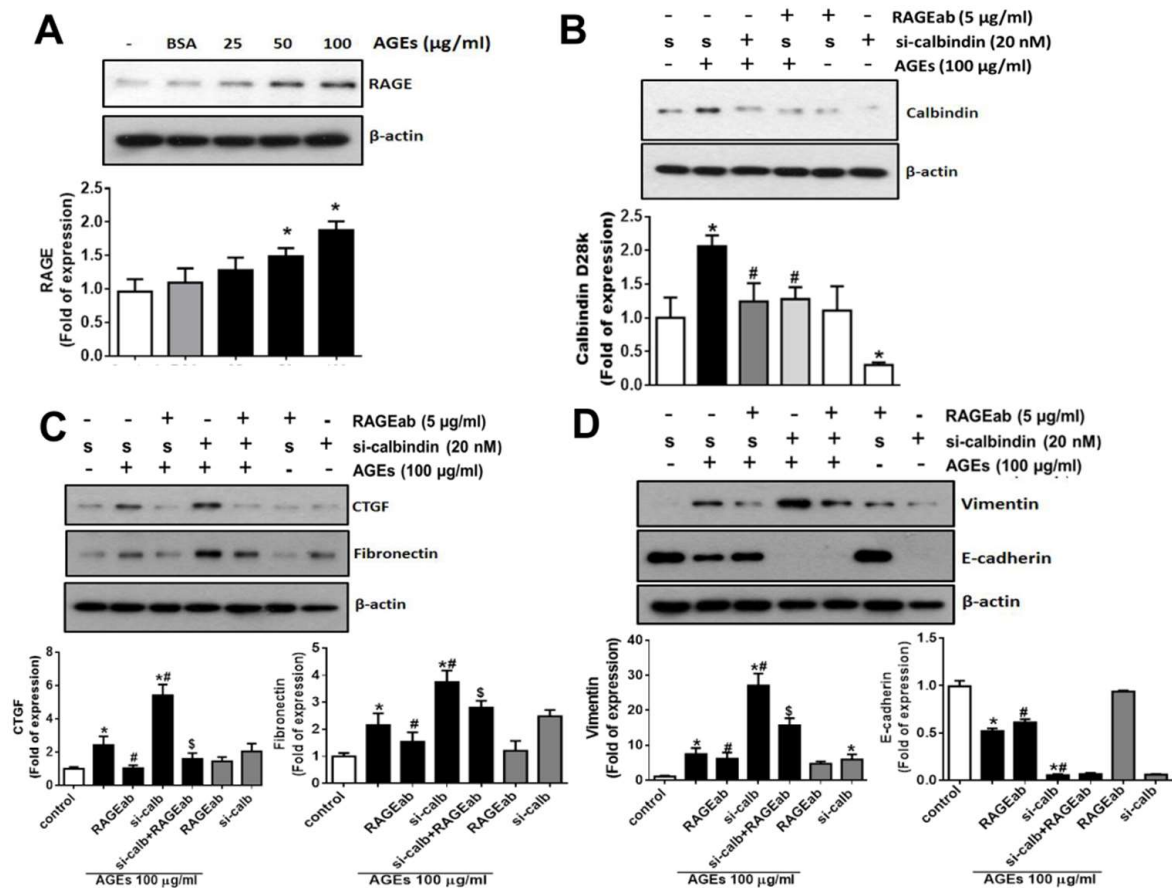 A
- BSA 25 50 100 AGEs (μg/ml)
RAGE
β-actin
RAGE
(Fold of expression)
2.5
2.0
1.5
1.0
0.5
0.0
* *
B
- - - + + - RAGEab (5 μg/ml)
s s + s s + si-calbindin (20 nM)
- + + + - - AGEs (100 μg/ml)
Calbindin
β-actin
Calbindin D28k
(Fold of expression)
2.5
2.0
1.5
1.0
0.5
0.0
* # # *
C
- - + - + + - RAGEab (5 μg/ml)
s s s + + s + si-calbindin (20 nM)
- + + + + - - AGEs (100 μg/ml)
CTGF
Fibronectin
β-actin
CTGF
(Fold of expression)
8
6
4
2
0
* # *# $
control
RAGEab
si-calb
si-calb+RAGEab
RAGEab
si-calb
AGEs 100 μg/ml
Fibronectin
(Fold of expression)
5
4
3
2
1
0
* # *# $
control
RAGEab
si-calb
si-calb+RAGEab
RAGEab
si-calb
AGEs 100 μg/ml
D
- - + - + + - RAGEab (5 μg/ml)
s s s + + s + si-calbindin (20 nM)
- + + + + - - AGEs (100 μg/ml)
Vimentin
E-cadherin
β-actin
Vimentin
(Fold of expression)
40
30
20
10
0
* # *# $ *
control
RAGEab
si-calb
si-calb+RAGEab
RAGEab
si-calb
AGEs 100 μg/ml
E-cadherin
(Fold of expression)
1.5
1.0
0.5
0.0
* # *#
control
RAGEab
si-calb
si-calb+RAGEab
RAGEab
si-calb
AGEs 100 μg/ml